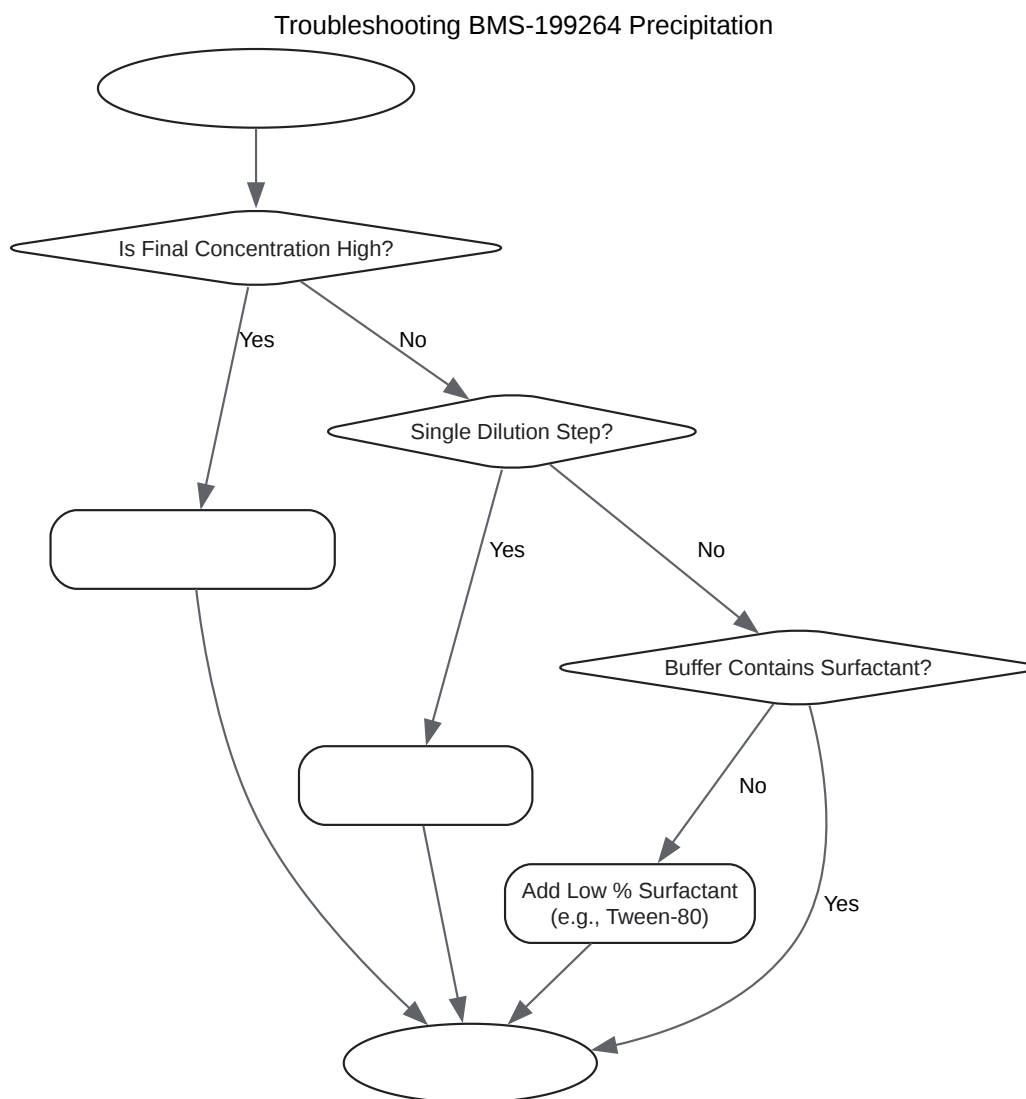 Troubleshooting BMS-199264 Precipitation
Is Final Concentration High?
Yes
No
Single Dilution Step?
Yes
No
Buffer Contains Surfactant?
No
Add Low % Surfactant
(e.g., Tween-80)
Yes